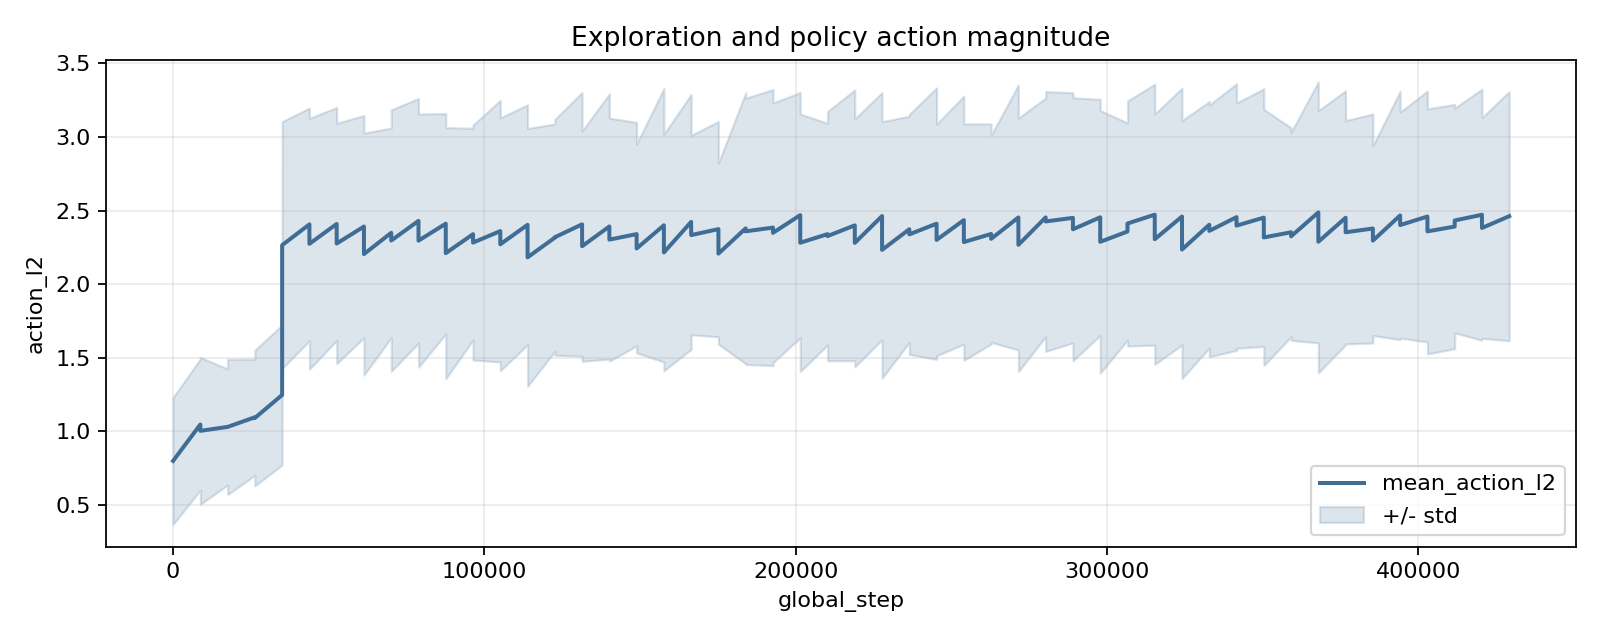 Exploration and policy action magnitude
3.5
3.0
2.5
2.0
1.5
1.0
0.5
action_l2
0
100000
200000
300000
400000
global_step
mean_action_l2
+/- std